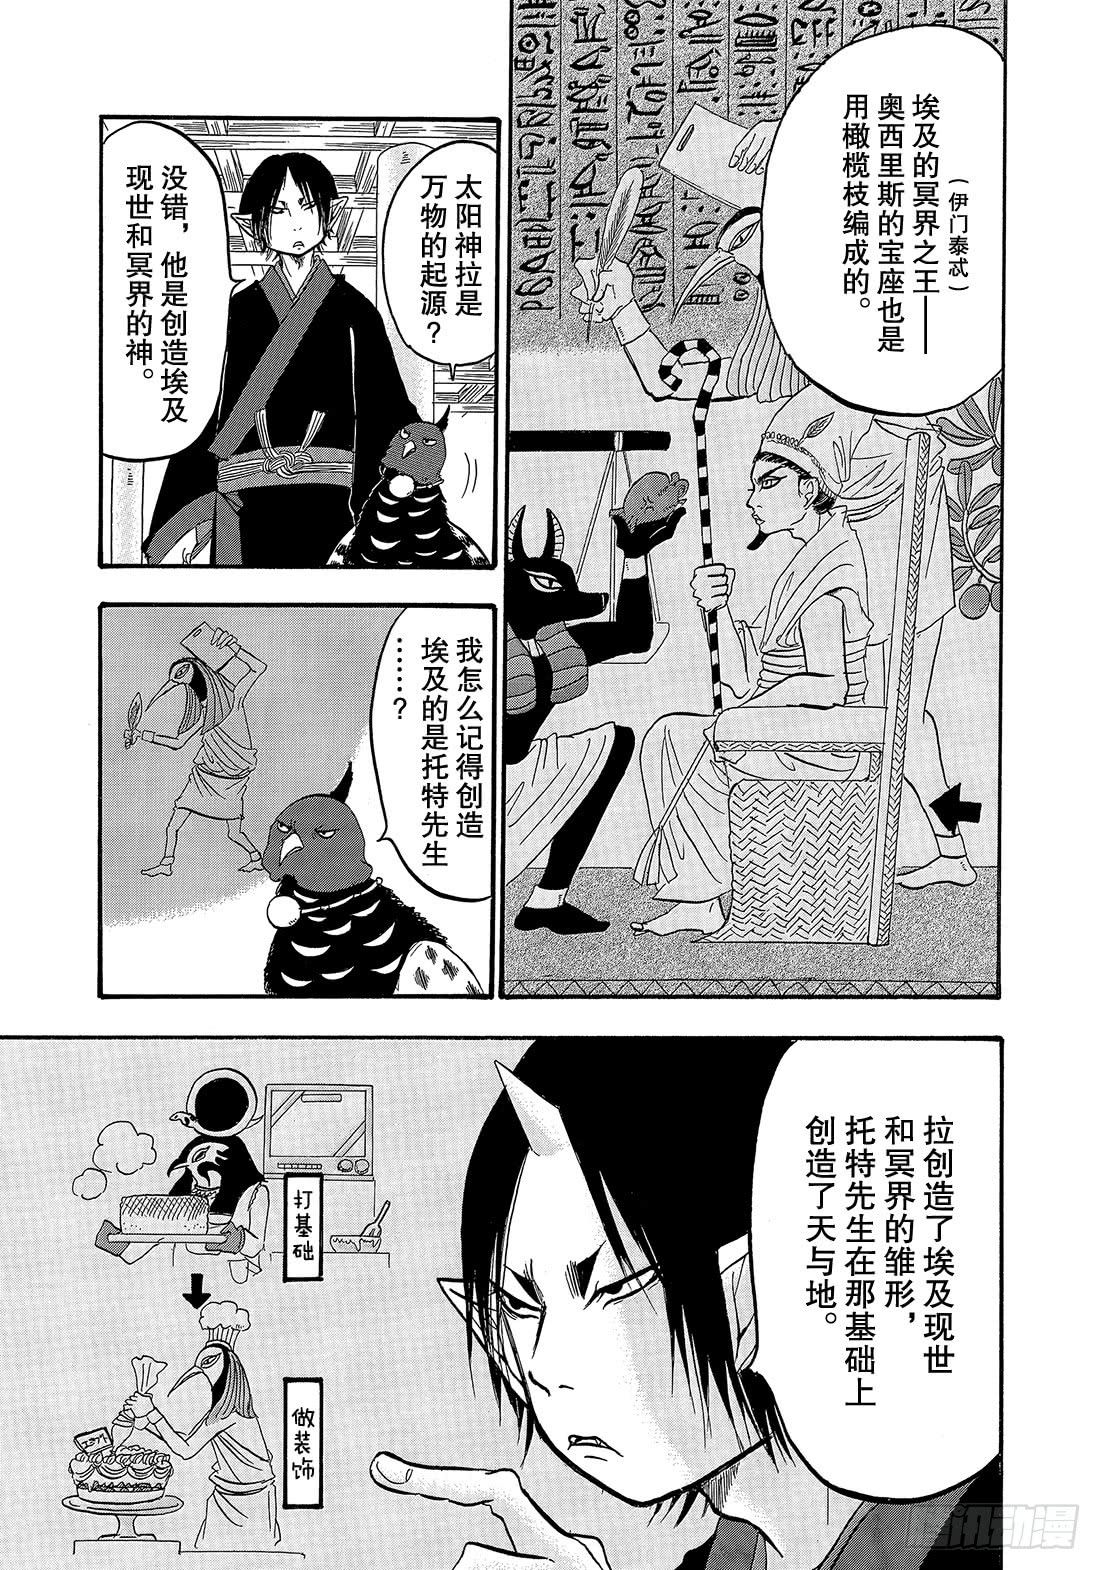 埃及的冥界之王——
（伊门泰忒）
奥西里斯的宝座也是
用橄榄枝编成的。
太阳神拉是
万物的起源？
没错，他是创造埃及
现世和冥界的神。
我怎么记得创造
埃及的是托特先生
……？
拉创造了埃及现世
和冥界的雏形，
托特先生在那基础上
创造了天与地。
打基础
做装饰
腾讯动漫